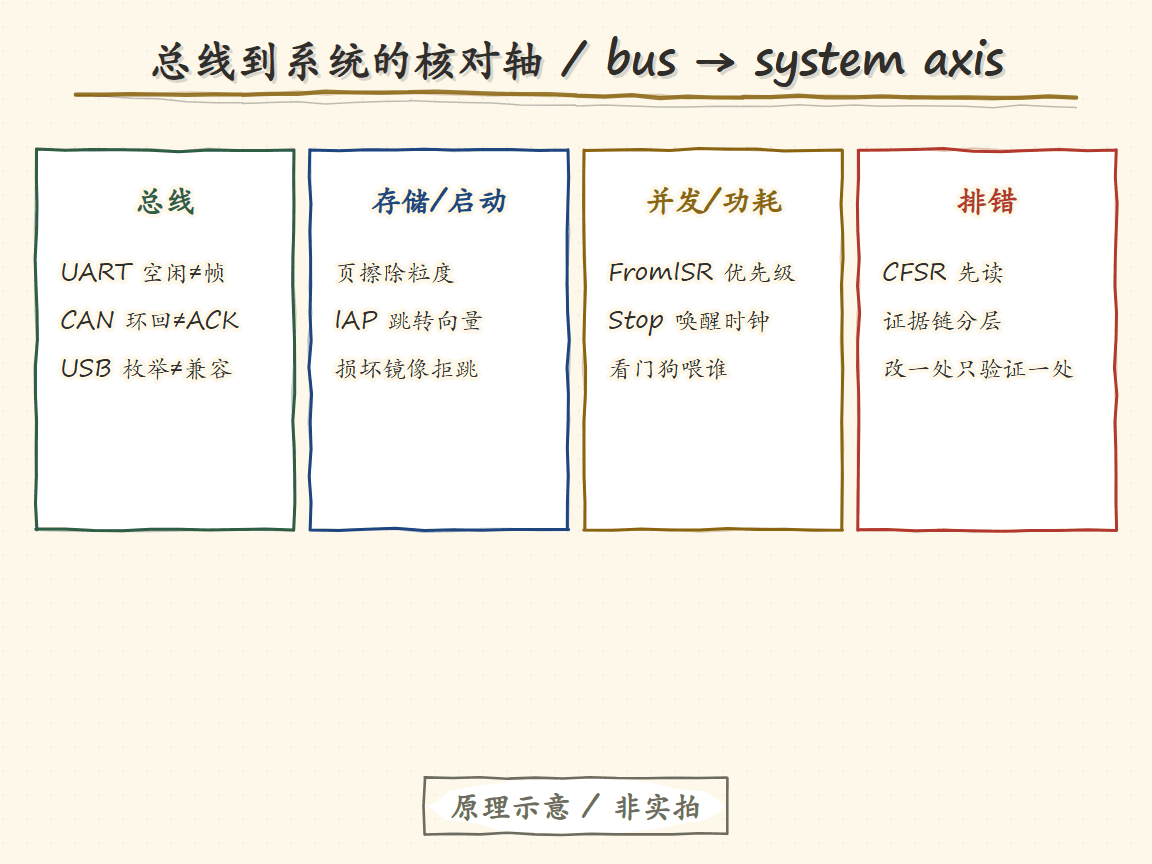 总线到系统的核对轴 / bus → system axis
总线
UART 空闲≠帧
CAN 环回≠ACK
USB 枚举≠兼容
存储/启动
页擦除粒度
IAP 跳转向量
损坏镜像拒跳
并发/功耗
FromISR 优先级
Stop 唤醒时钟
看门狗喂谁
排错
CFSR 先读
证据链分层
改一处只验证一处
原理示意 / 非实拍